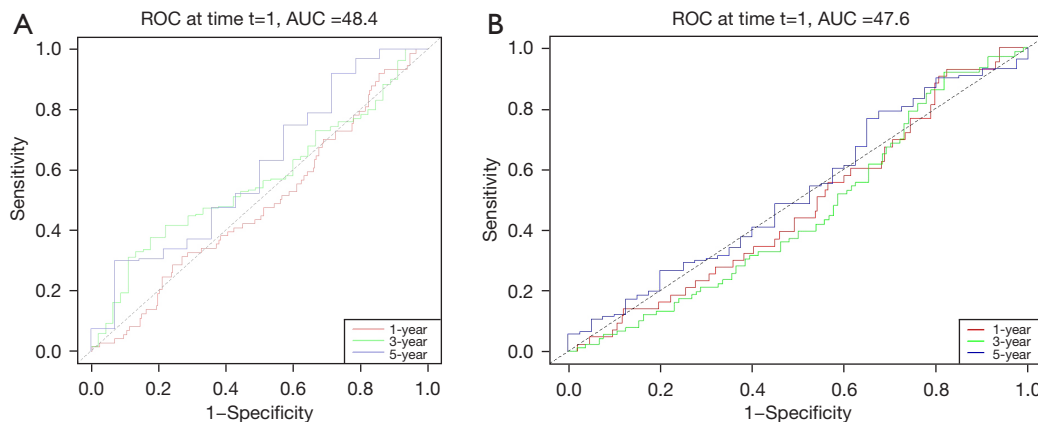 A
ROC at time t=1, AUC =48.4
Sensitivity
1.0
0.8
0.6
0.4
0.2
0.0
0.0 0.2 0.4 0.6 0.8 1.0
1−Specificity
1-year
3-year
5-year
B
ROC at time t=1, AUC =47.6
Sensitivity
1.0
0.8
0.6
0.4
0.2
0.0
0.0 0.2 0.4 0.6 0.8 1.0
1−Specificity
1-year
3-year
5-year